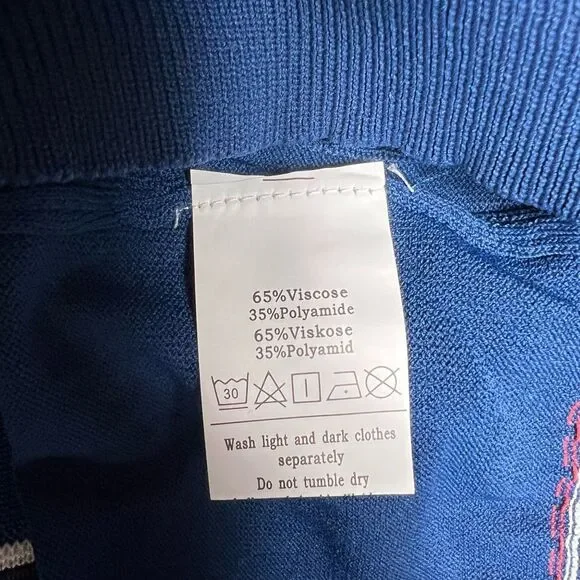 65%Viscose
35%Polyamide
65%Viskose
35%Polyamid
30
Wash light and dark clothes
separately
Do not tumble dry